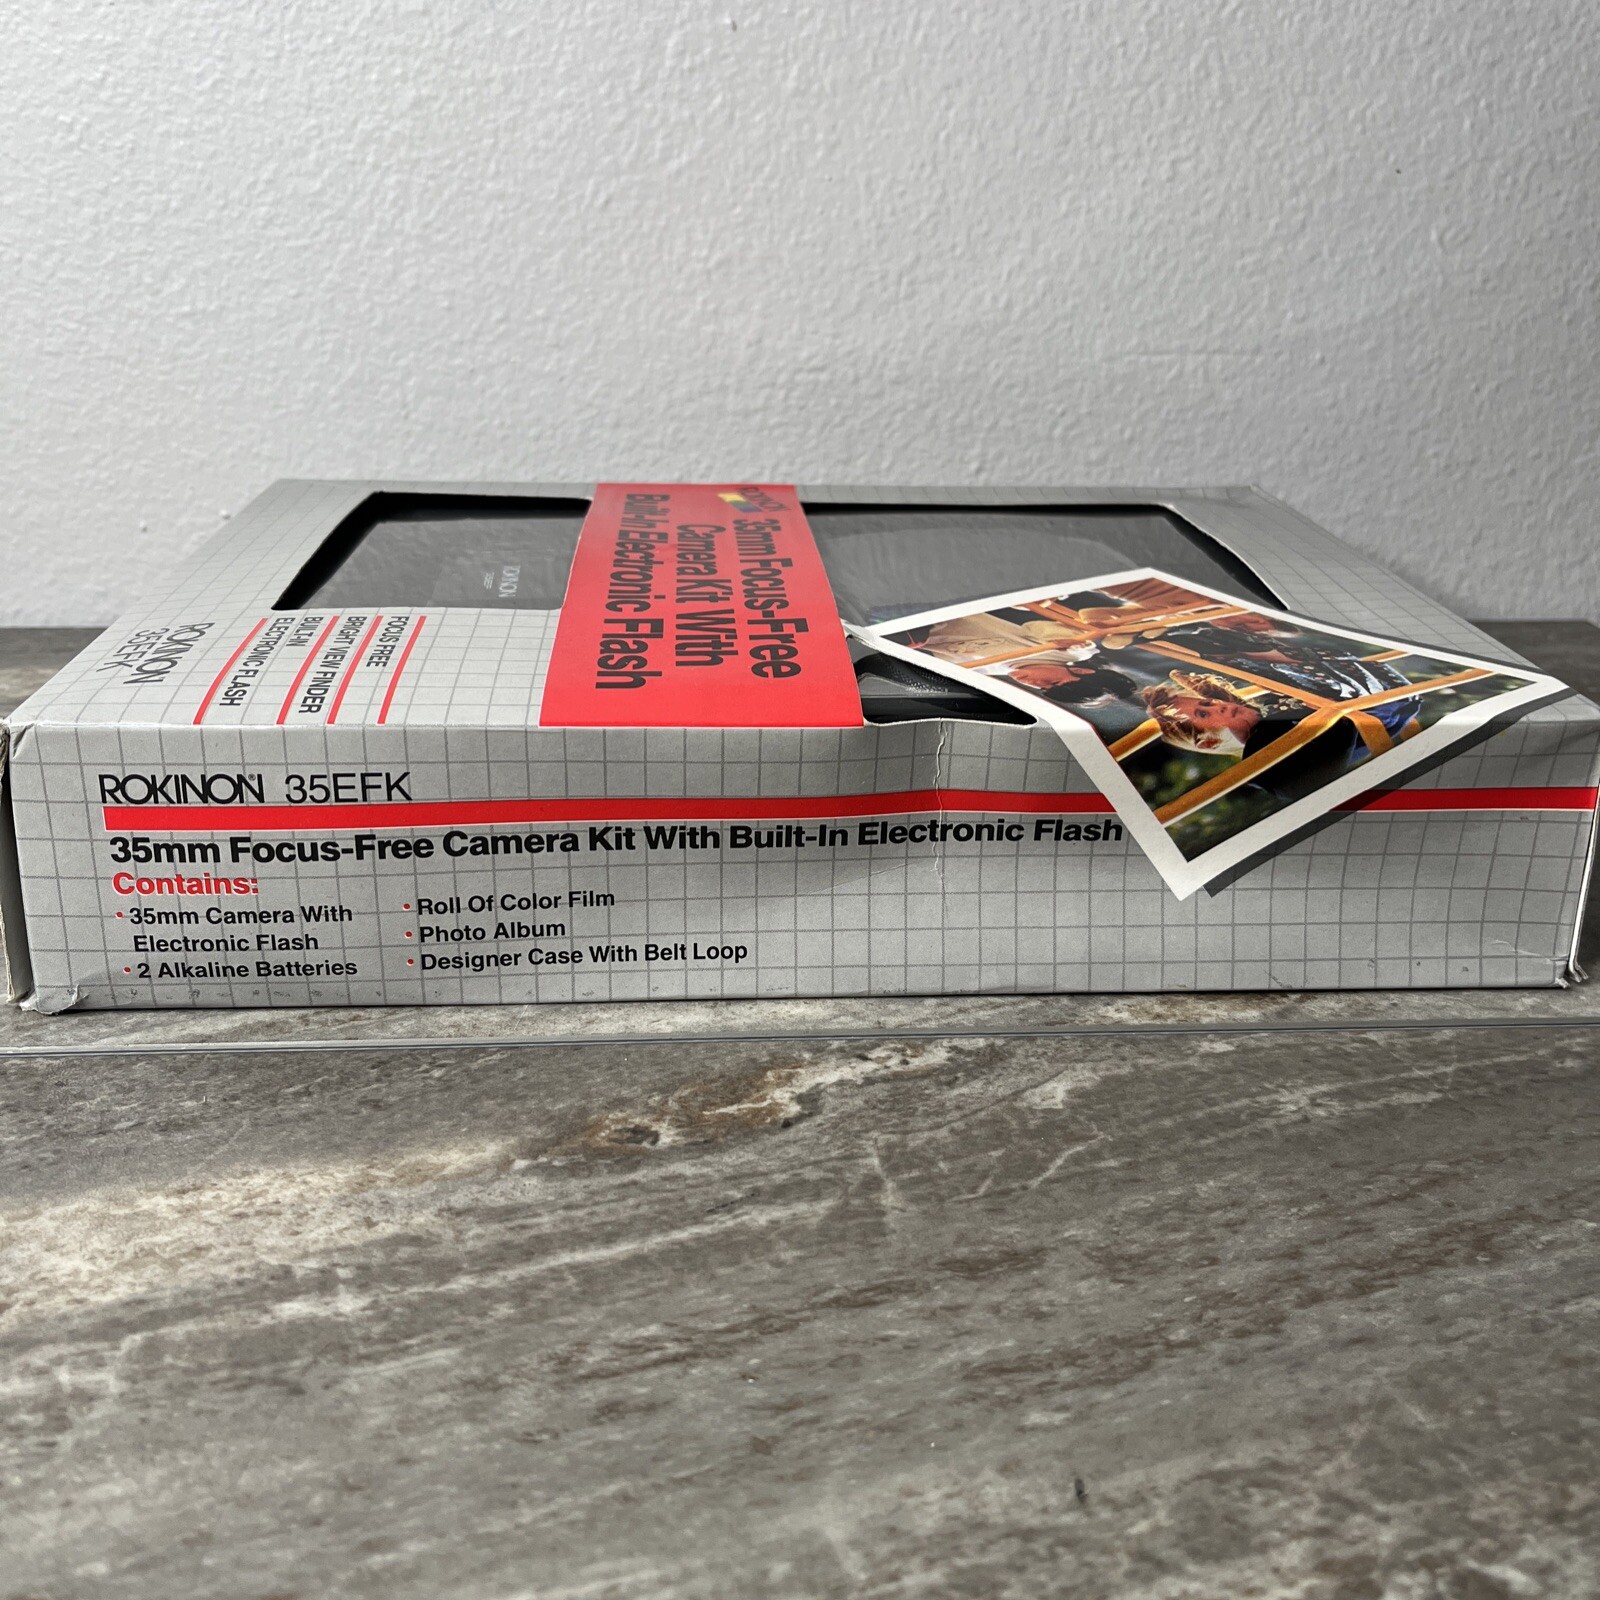 ROKINON
35mm Focus-Free
Camera Kit With
Built-In Electronic Flash
ROKINON
FOCUS FREE
BRIGHT VIEW FINDER
BUILT-IN
ELECTRONIC FLASH
ROKINON
35EFK
ROKINON® 35EFK
35mm Focus-Free Camera Kit With Built-In Electronic Flash
Contains:
• 35mm Camera With
Electronic Flash
• 2 Alkaline Batteries
• Roll Of Color Film
• Photo Album
• Designer Case With Belt Loop